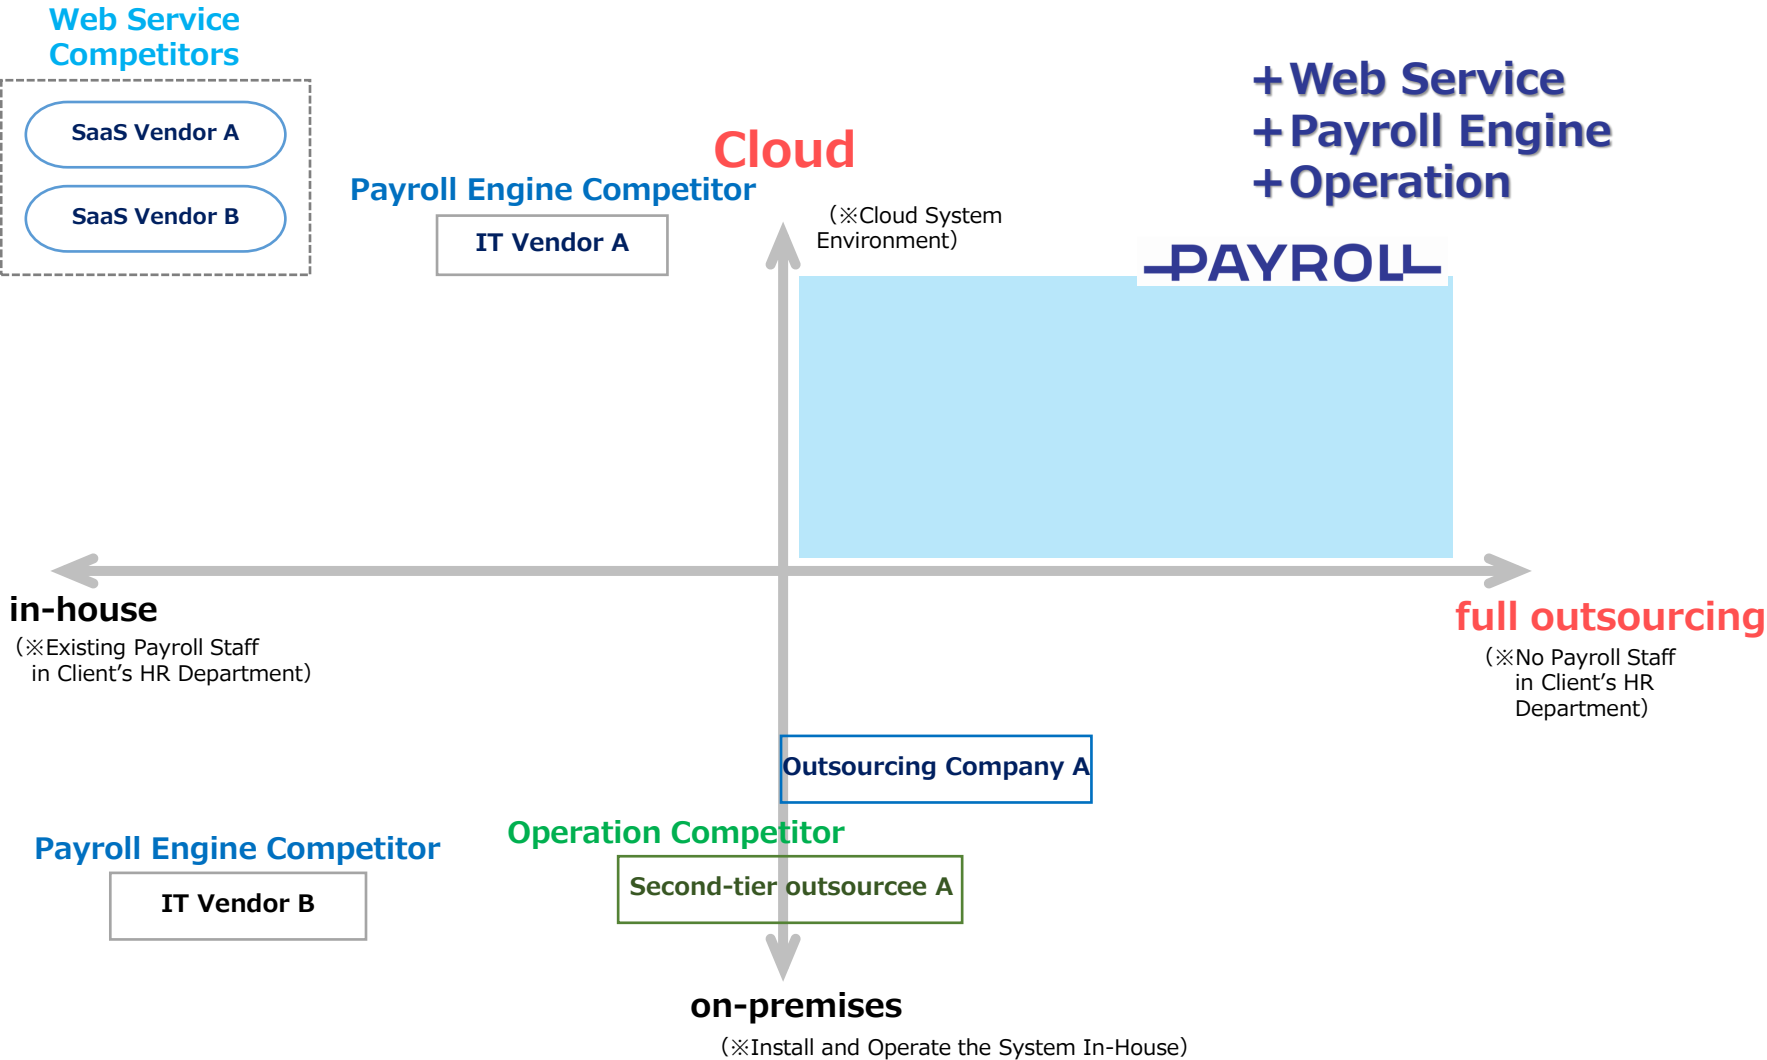 Web Service
Competitors
SaaS Vendor A
SaaS Vendor B
Payroll Engine Competitor
IT Vendor A
Cloud
（※Cloud System
Environment）
＋Web Service
＋Payroll Engine
＋Operation
PAYROLL
in-house
（※Existing Payroll Staff
in Client’s HR Department）
full outsourcing
（※No Payroll Staff
in Client’s HR
Department）
Outsourcing Company A
Operation Competitor
Second-tier outsourcee A
Payroll Engine Competitor
IT Vendor B
on-premises
（※Install and Operate the System In-House）